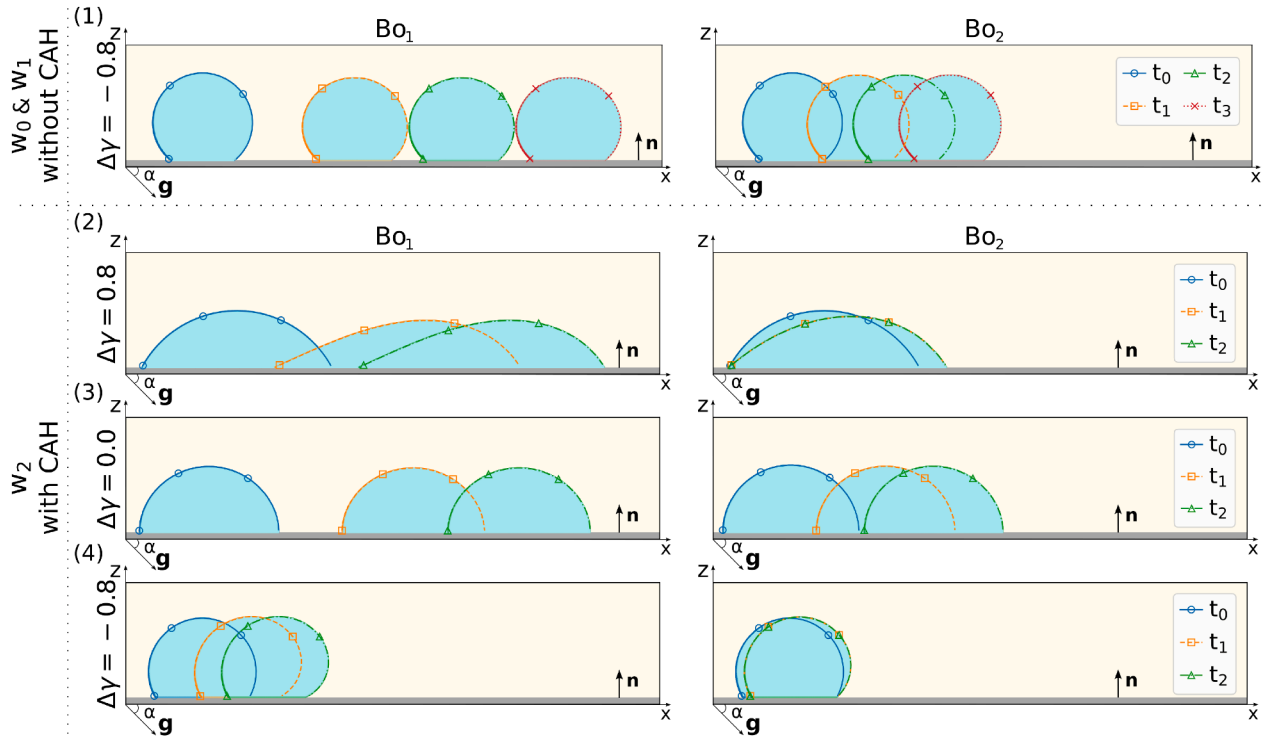 (1)
w₀ & w₁
without CAH
Δγ = − 0.8
z
Bo₁
n
α
g
x
z
Bo₂
t₀
t₂
t₁
t₃
n
α
g
x
w₂
with CAH
(2)
Δγ = 0.8
z
Bo₁
n
α
g
x
z
Bo₂
t₀
t₁
t₂
n
α
g
x
(3)
Δγ = 0.0
z
n
α
g
x
z
t₀
t₁
t₂
n
α
g
x
(4)
Δγ = − 0.8
z
n
α
g
x
z
t₀
t₁
t₂
n
α
g
x